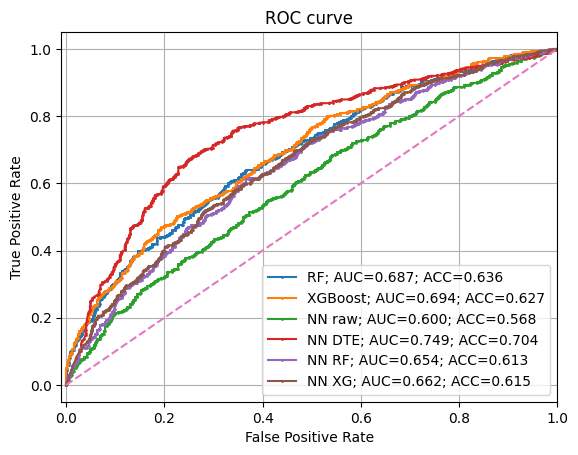 ROC curve
True Positive Rate
1.0
0.8
0.6
0.4
0.2
0.0
RF; AUC=0.687; ACC=0.636
XGBoost; AUC=0.694; ACC=0.627
NN raw; AUC=0.600; ACC=0.568
NN DTE; AUC=0.749; ACC=0.704
NN RF; AUC=0.654; ACC=0.613
NN XG; AUC=0.662; ACC=0.615
0.0 0.2 0.4 0.6 0.8 1.0
False Positive Rate